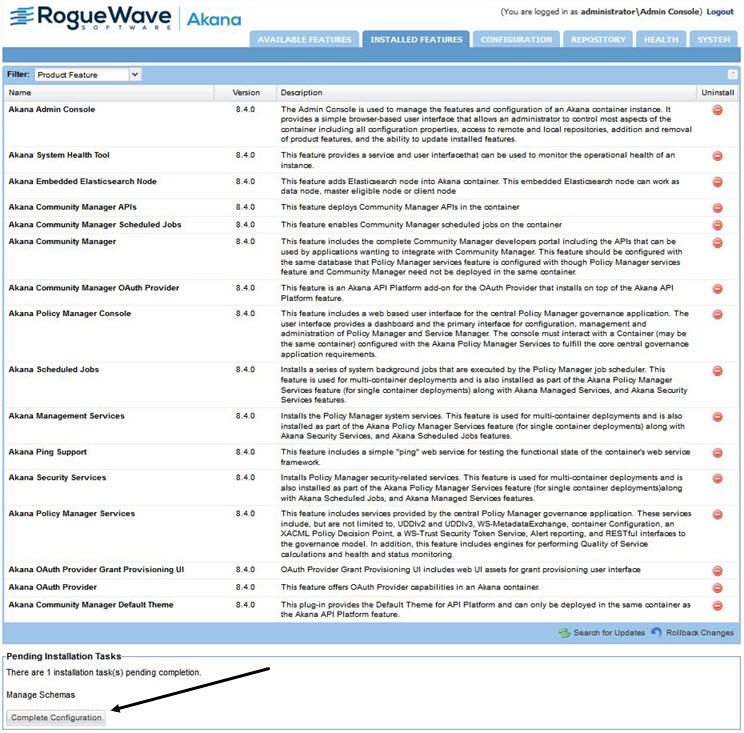 RogueWave SOFTWARE Akana
(You are logged in as administrator\Admin Console) Logout
AVAILABLE FEATURES INSTALLED FEATURES CONFIGURATION REPOSITORY HEALTH SYSTEM
Filter: Product Feature
Name Version Description Uninstall
Akana Admin Console 8.4.0 The Admin Console is used to manage the features and configuration of an Akana container instance. It
provides a simple browser-based user interface that allows an administrator to control most aspects of the
container including all configuration properties, access to remote and local repositories, addition and removal
of product features, and the ability to update installed features.
Akana System Health Tool 8.4.0 This feature provides a service and user interfacethat can be used to monitor the operational health of an
instance.
Akana Embedded Elasticsearch Node 8.4.0 This feature adds Elasticsearch node into Akana container. This embedded Elasticsearch node can work as
data node, master eligible node or client node
Akana Community Manager APIs 8.4.0 This feature deploys Community Manager APIs in the container
Akana Community Manager Scheduled Jobs 8.4.0 This feature enables Community Manager scheduled jobs on the container
Akana Community Manager 8.4.0 This feature includes the complete Community Manager developers portal including the APIs that can be
used by applications wanting to integrate with Community Manager. This feature should be configured with
the same database that Policy Manager services feature is configured with though Policy Manager services
feature and Community Manager need not be deployed in the same container.
Akana Community Manager OAuth Provider 8.4.0 This feature is an Akana API Platform add-on for the OAuth Provider that installs on top of the Akana API
Platform feature.
Akana Policy Manager Console 8.4.0 This feature includes a web based user interface for the central Policy Manager governance application. The
user interface provides a dashboard and the primary interface for configuration, management and
administration of Policy Manager and Service Manager. The console must interact with a Container (may be
the same container) configured with the Akana Policy Manager Services to fulfill the core central governance
application requirements.
Akana Scheduled Jobs 8.4.0 Installs a series of system background jobs that are executed by the Policy Manager job scheduler. This
feature is used for multi-container deployments and is also installed as part of the Akana Policy Manager
Services feature (for single container deployments) along with Akana Managed Services, and Akana Security
Services features.
Akana Management Services 8.4.0 Installs the Policy Manager system services. This feature is used for multi-container deployments and is also
installed as part of the Akana Policy Manager Services feature (for single container deployments) along with
Akana Security Services, and Akana Scheduled Jobs features.
Akana Ping Support 8.4.0 This feature includes a simple "ping" web service for testing the functional state of the container's web service
framework.
Akana Security Services 8.4.0 Installs Policy Manager security-related services. This feature is used for multi-container deployments and is
also installed as part of the Akana Policy Manager Services feature (for single container deployments)along
with Akana Scheduled Jobs, and Akana Managed Services features.
Akana Policy Manager Services 8.4.0 This feature includes services provided by the central Policy Manager governance application. These services
include, but are not limited to, UDDIv2 and UDDIv3, WS-MetadataExchange, container Configuration, an
XACML Policy Decision Point, a WS-Trust Security Token Service, Alert reporting, and RESTful interfaces to
the governance model. In addition, this feature includes engines for performing Quality of Service
calculations and health and status monitoring.
Akana OAuth Provider Grant Provisioning UI 8.4.0 OAuth Provider Grant Provisioning UI includes web UI assets for grant provisioning user interface
Akana OAuth Provider 8.4.0 This feature offers OAuth Provider capabilities in an Akana container.
Akana Community Manager Default Theme 8.4.0 This plug-in provides the Default Theme for API Platform and can only be deployed in the same container as
the Akana API Platform feature.
Search for Updates Rollback Changes
Pending Installation Tasks
There are 1 installation task(s) pending completion.
Manage Schemas
Complete Configuration